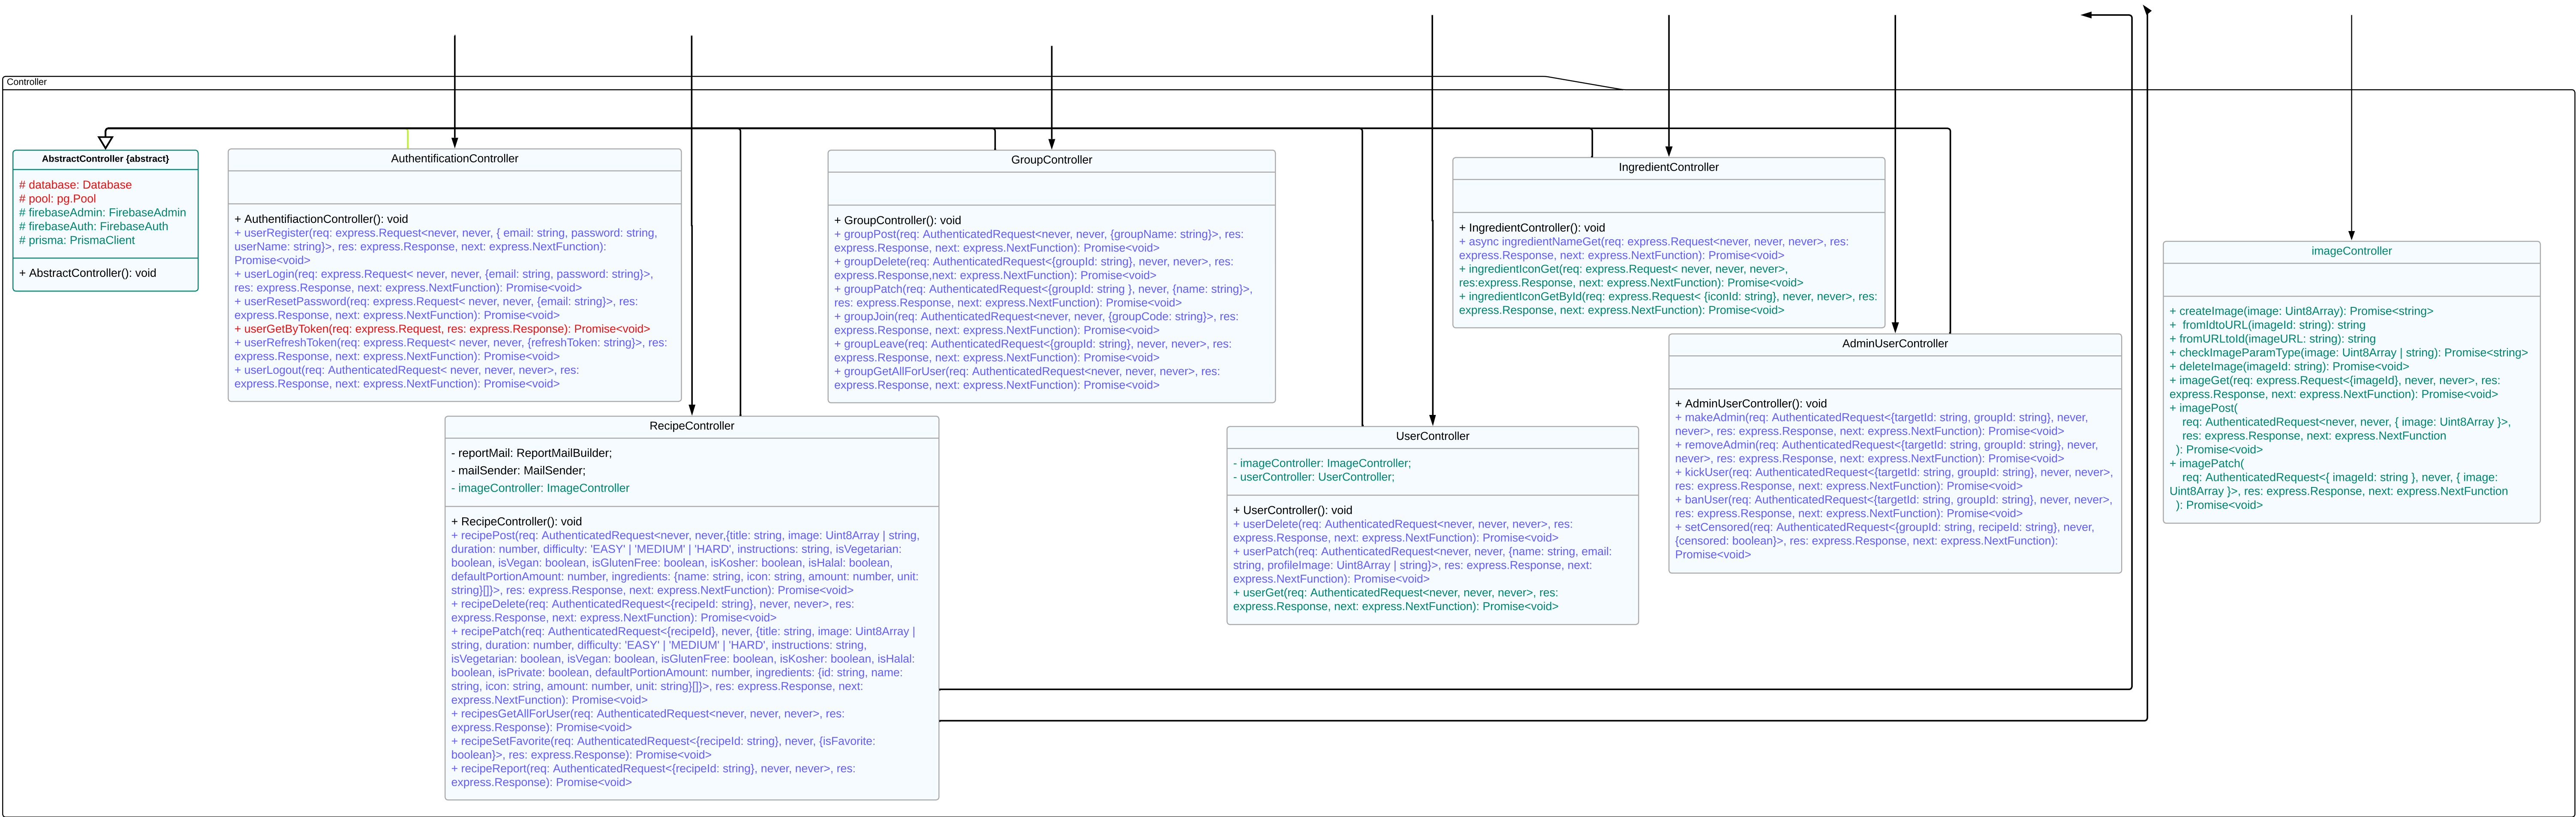 Controller
AbstractController {abstract}
# database: Database
# pool: pg.Pool
# firebaseAdmin: FirebaseAdmin
# firebaseAuth: FirebaseAuth
# prisma: PrismaClient
+ AbstractController(): void
AuthentificationController
+ AuthentifiactionController(): void
+ userRegister(req: express.Request<never, never, { email: string, password: string,
userName: string}>, res: express.Response, next: express.NextFunction):
Promise<void>
+ userLogin(req: express.Request< never, never, {email: string, password: string}>,
res: express.Response, next: express.NextFunction): Promise<void>
+ userResetPassword(req: express.Request< never, never, {email: string}>, res:
express.Response, next: express.NextFunction): Promise<void>
+ userGetByToken(req: express.Request, res: express.Response): Promise<void>
+ userRefreshToken(req: express.Request< never, never, {refreshToken: string}>, res:
express.Response, next: express.NextFunction): Promise<void>
+ userLogout(req: AuthenticatedRequest< never, never, never>, res:
express.Response, next: express.NextFunction): Promise<void>
GroupController
+ GroupController(): void
+ groupPost(req: AuthenticatedRequest<never, never, {groupName: string}>, res:
express.Response, next: express.NextFunction): Promise<void>
+ groupDelete(req: AuthenticatedRequest<{groupId: string}, never, never>, res:
express.Response,next: express.NextFunction): Promise<void>
+ groupPatch(req: AuthenticatedRequest<{groupId: string }, never, {name: string}>,
res: express.Response, next: express.NextFunction): Promise<void>
+ groupJoin(req: AuthenticatedRequest<never, never, {groupCode: string}>, res:
express.Response, next: express.NextFunction): Promise<void>
+ groupLeave(req: AuthenticatedRequest<{groupId: string}, never, never>, res:
express.Response, next: express.NextFunction): Promise<void>
+ groupGetAllForUser(req: AuthenticatedRequest<never, never, never>, res:
express.Response, next: express.NextFunction): Promise<void>
IngredientController
+ IngredientController(): void
+ async ingredientNameGet(req: express.Request<never, never, never>, res:
express.Response, next: express.NextFunction): Promise<void>
+ ingredientIconGet(req: express.Request< never, never, never>,
res:express.Response, next: express.NextFunction): Promise<void>
+ ingredientIconGetById(req: express.Request< {iconId: string}, never, never>, res:
express.Response, next: express.NextFunction): Promise<void>
imageController
+ createImage(image: Uint8Array): Promise<string>
+  fromIdtoURL(imageId: string): string
+ fromURLtoId(imageURL: string): string
+ checkImageParamType(image: Uint8Array | string): Promise<string>
+ deleteImage(imageId: string): Promise<void>
+ imageGet(req: express.Request<{imageId}, never, never>, res:
express.Response, next: express.NextFunction): Promise<void>
+ imagePost(
req: AuthenticatedRequest<never, never, { image: Uint8Array }>,
res: express.Response, next: express.NextFunction
): Promise<void>
+ imagePatch(
req: AuthenticatedRequest<{ imageId: string }, never, { image:
Uint8Array }>, res: express.Response, next: express.NextFunction
): Promise<void>
AdminUserController
+ AdminUserController(): void
+ makeAdmin(req: AuthenticatedRequest<{targetId: string, groupId: string}, never,
never>, res: express.Response, next: express.NextFunction): Promise<void>
+ removeAdmin(req: AuthenticatedRequest<{targetId: string, groupId: string}, never,
never>, res: express.Response, next: express.NextFunction): Promise<void>
+ kickUser(req: AuthenticatedRequest<{targetId: string, groupId: string}, never, never>,
res: express.Response, next: express.NextFunction): Promise<void>
+ banUser(req: AuthenticatedRequest<{targetId: string, groupId: string}, never, never>,
res: express.Response, next: express.NextFunction): Promise<void>
+ setCensored(req: AuthenticatedRequest<{groupId: string, recipeId: string}, never,
{censored: boolean}>, res: express.Response, next: express.NextFunction):
Promise<void>
RecipeController
- reportMail: ReportMailBuilder;
- mailSender: MailSender;
- imageController: ImageController
+ RecipeController(): void
+ recipePost(req: AuthenticatedRequest<never, never,{title: string, image: Uint8Array | string,
duration: number, difficulty: 'EASY' | 'MEDIUM' | 'HARD', instructions: string, isVegetarian:
boolean, isVegan: boolean, isGlutenFree: boolean, isKosher: boolean, isHalal: boolean,
defaultPortionAmount: number, ingredients: {name: string, icon: string, amount: number, unit:
string}[]}>, res: express.Response, next: express.NextFunction): Promise<void>
+ recipeDelete(req: AuthenticatedRequest<{recipeId: string}, never, never>, res:
express.Response, next: express.NextFunction): Promise<void>
+ recipePatch(req: AuthenticatedRequest<{recipeId}, never, {title: string, image: Uint8Array |
string, duration: number, difficulty: 'EASY' | 'MEDIUM' | 'HARD', instructions: string,
isVegetarian: boolean, isVegan: boolean, isGlutenFree: boolean, isKosher: boolean, isHalal:
boolean, isPrivate: boolean, defaultPortionAmount: number, ingredients: {id: string, name:
string, icon: string, amount: number, unit: string}[]}>, res: express.Response, next:
express.NextFunction): Promise<void>
+ recipesGetAllForUser(req: AuthenticatedRequest<never, never, never>, res:
express.Response): Promise<void>
+ recipeSetFavorite(req: AuthenticatedRequest<{recipeId: string}, never, {isFavorite:
boolean}>, res: express.Response): Promise<void>
+ recipeReport(req: AuthenticatedRequest<{recipeId: string}, never, never>, res:
express.Response): Promise<void>
UserController
- imageController: ImageController;
- userController: UserController;
+ UserController(): void
+ userDelete(req: AuthenticatedRequest<never, never, never>, res:
express.Response, next: express.NextFunction): Promise<void>
+ userPatch(req: AuthenticatedRequest<never, never, {name: string, email:
string, profileImage: Uint8Array | string}>, res: express.Response, next:
express.NextFunction): Promise<void>
+ userGet(req: AuthenticatedRequest<never, never, never>, res:
express.Response, next: express.NextFunction): Promise<void>